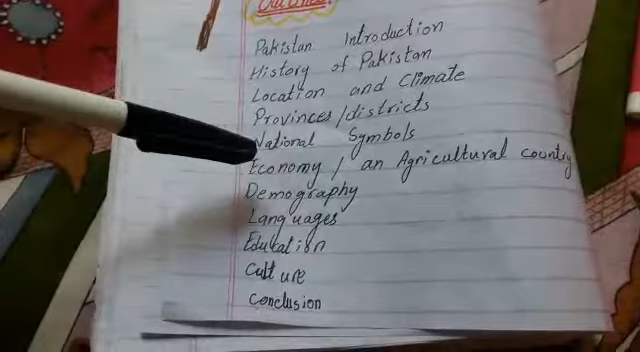 Outlines:
Pakistan Introduction
History of Pakistan
Location and Climate
Provinces/districts
National Symbols
Economy / an Agricultural country
Demography
Languages
Education
Culture
Conclusion